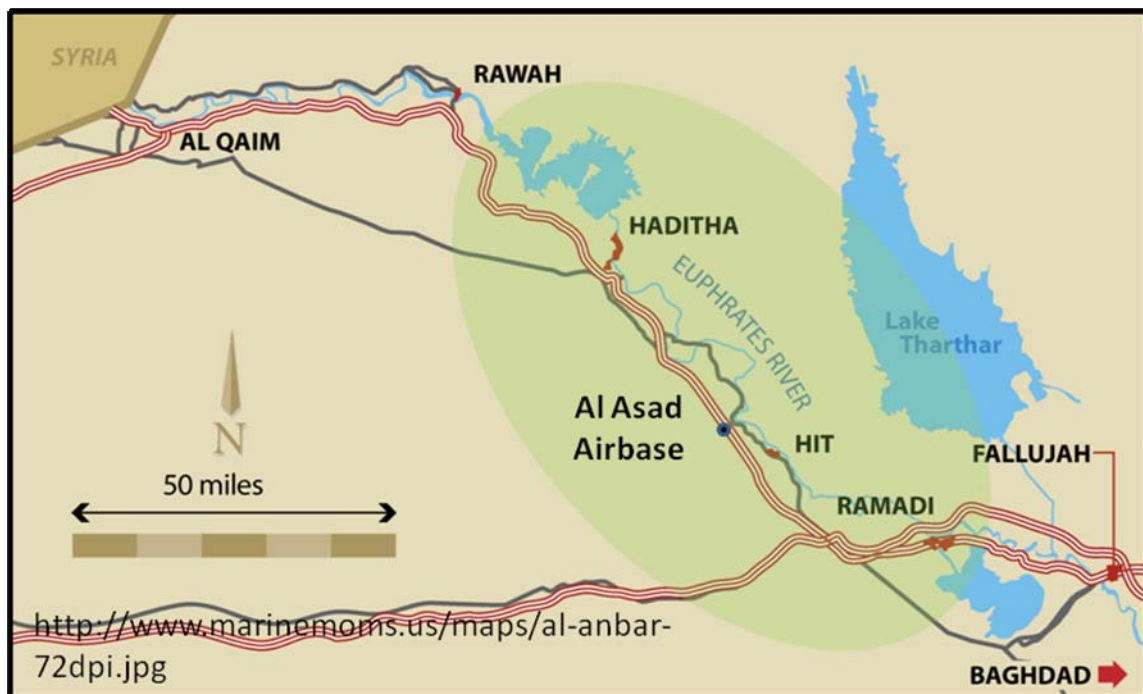 SYRIA
RAWAH
AL QAIM
HADITHA
EUPHRATES RIVER
Lake
Tharthar
Al Asad
Airbase
N
HIT
FALLUJAH
50 miles
RAMADI
http://www.marinemoms.us/maps/al-anbar-
72dpi.jpg
BAGHDAD